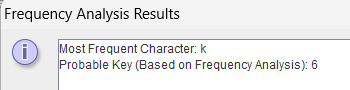 Frequency Analysis Results
Most Frequent Character: k
Probable Key (Based on Frequency Analysis): 6